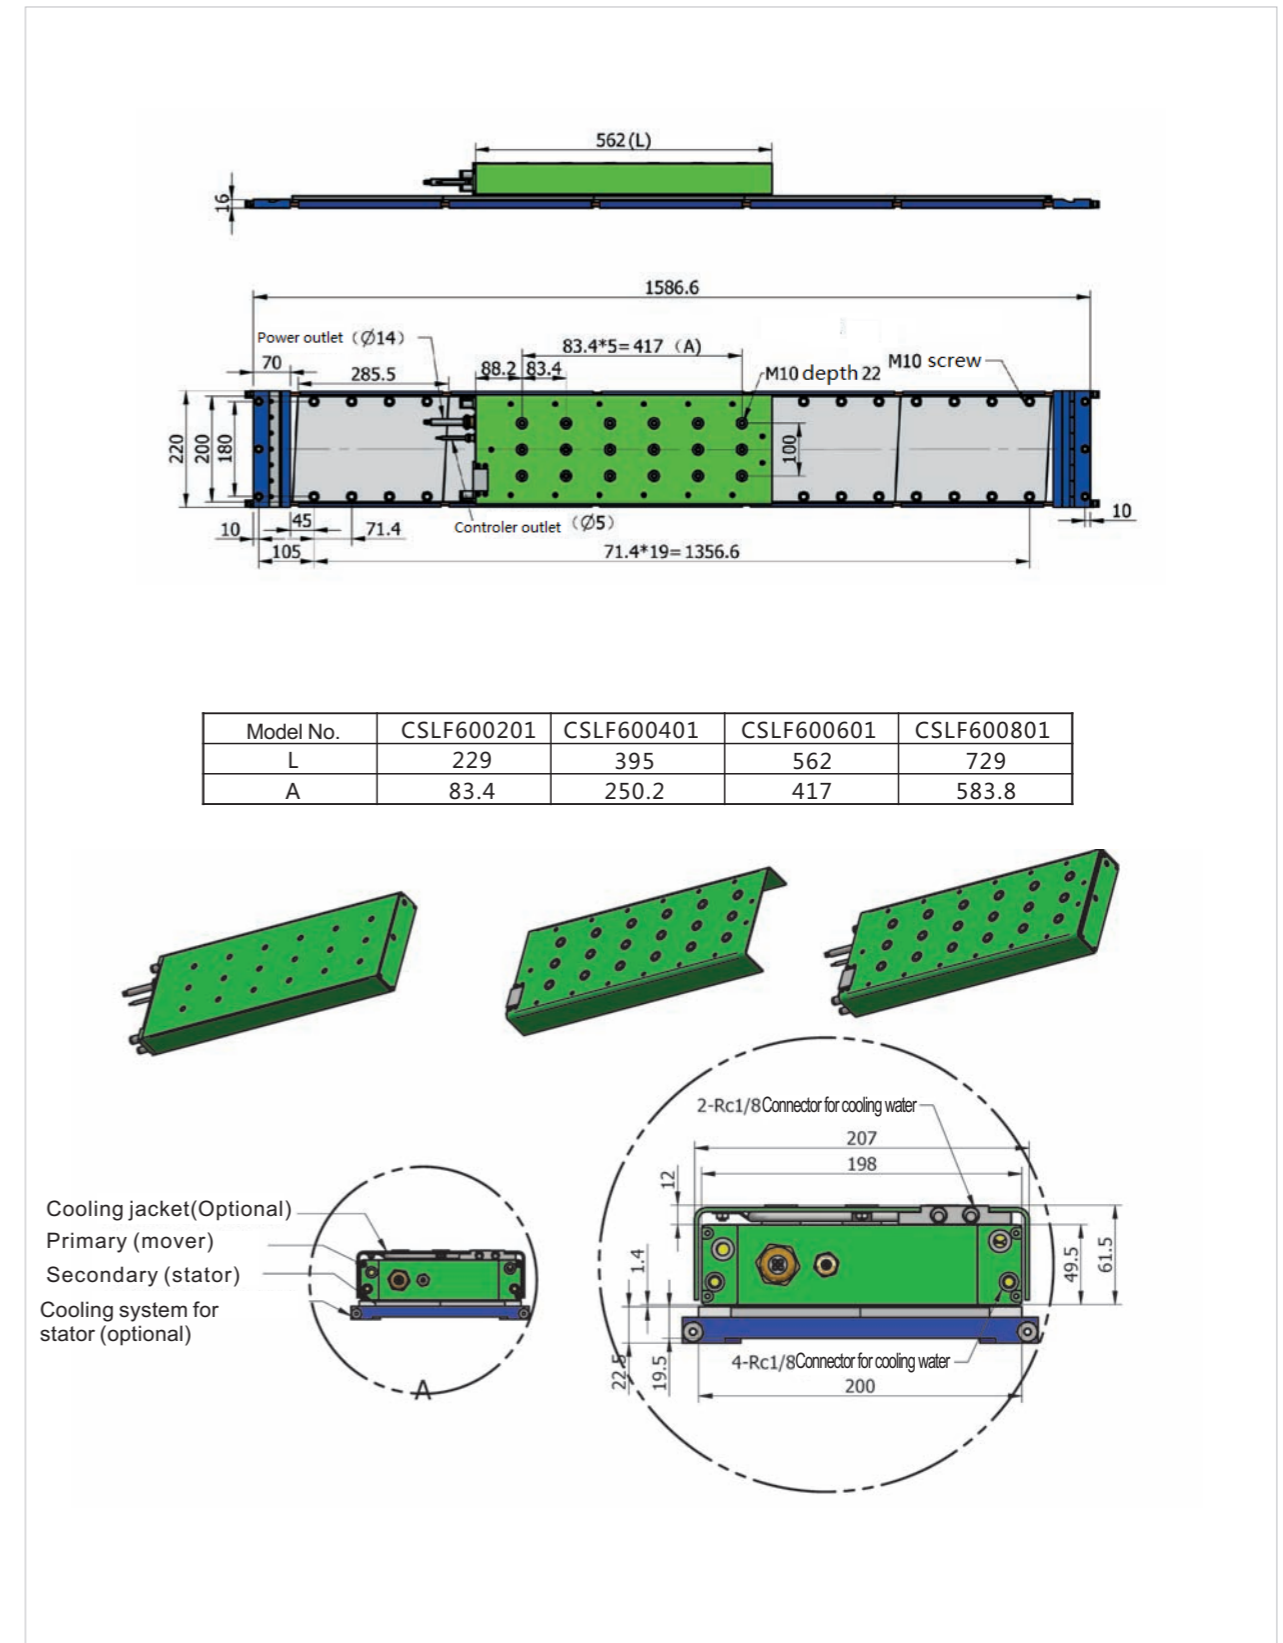 562(L)
16
1586.6
Power outlet（∅14）
83.4*5=417（A)
70
285.5
88.2
83.4
M10 depth 22
M10 screw
220
200
180
100
10
45
71.4
Controler outlet（∅5）
10
105
71.4*19=1356.6
Model No. CSLF600201 CSLF600401 CSLF600601 CSLF600801
L 229 395 562 729
A 83.4 250.2 417 583.8
2-Rc1/8Connector for cooling water
207
198
12
Cooling jacket(Optional)
Primary (mover)
Secondary (stator)
Cooling system for
stator (optional)
A
1.4
49.5
61.5
22.5
19.5
4-Rc1/8Connector for cooling water
200